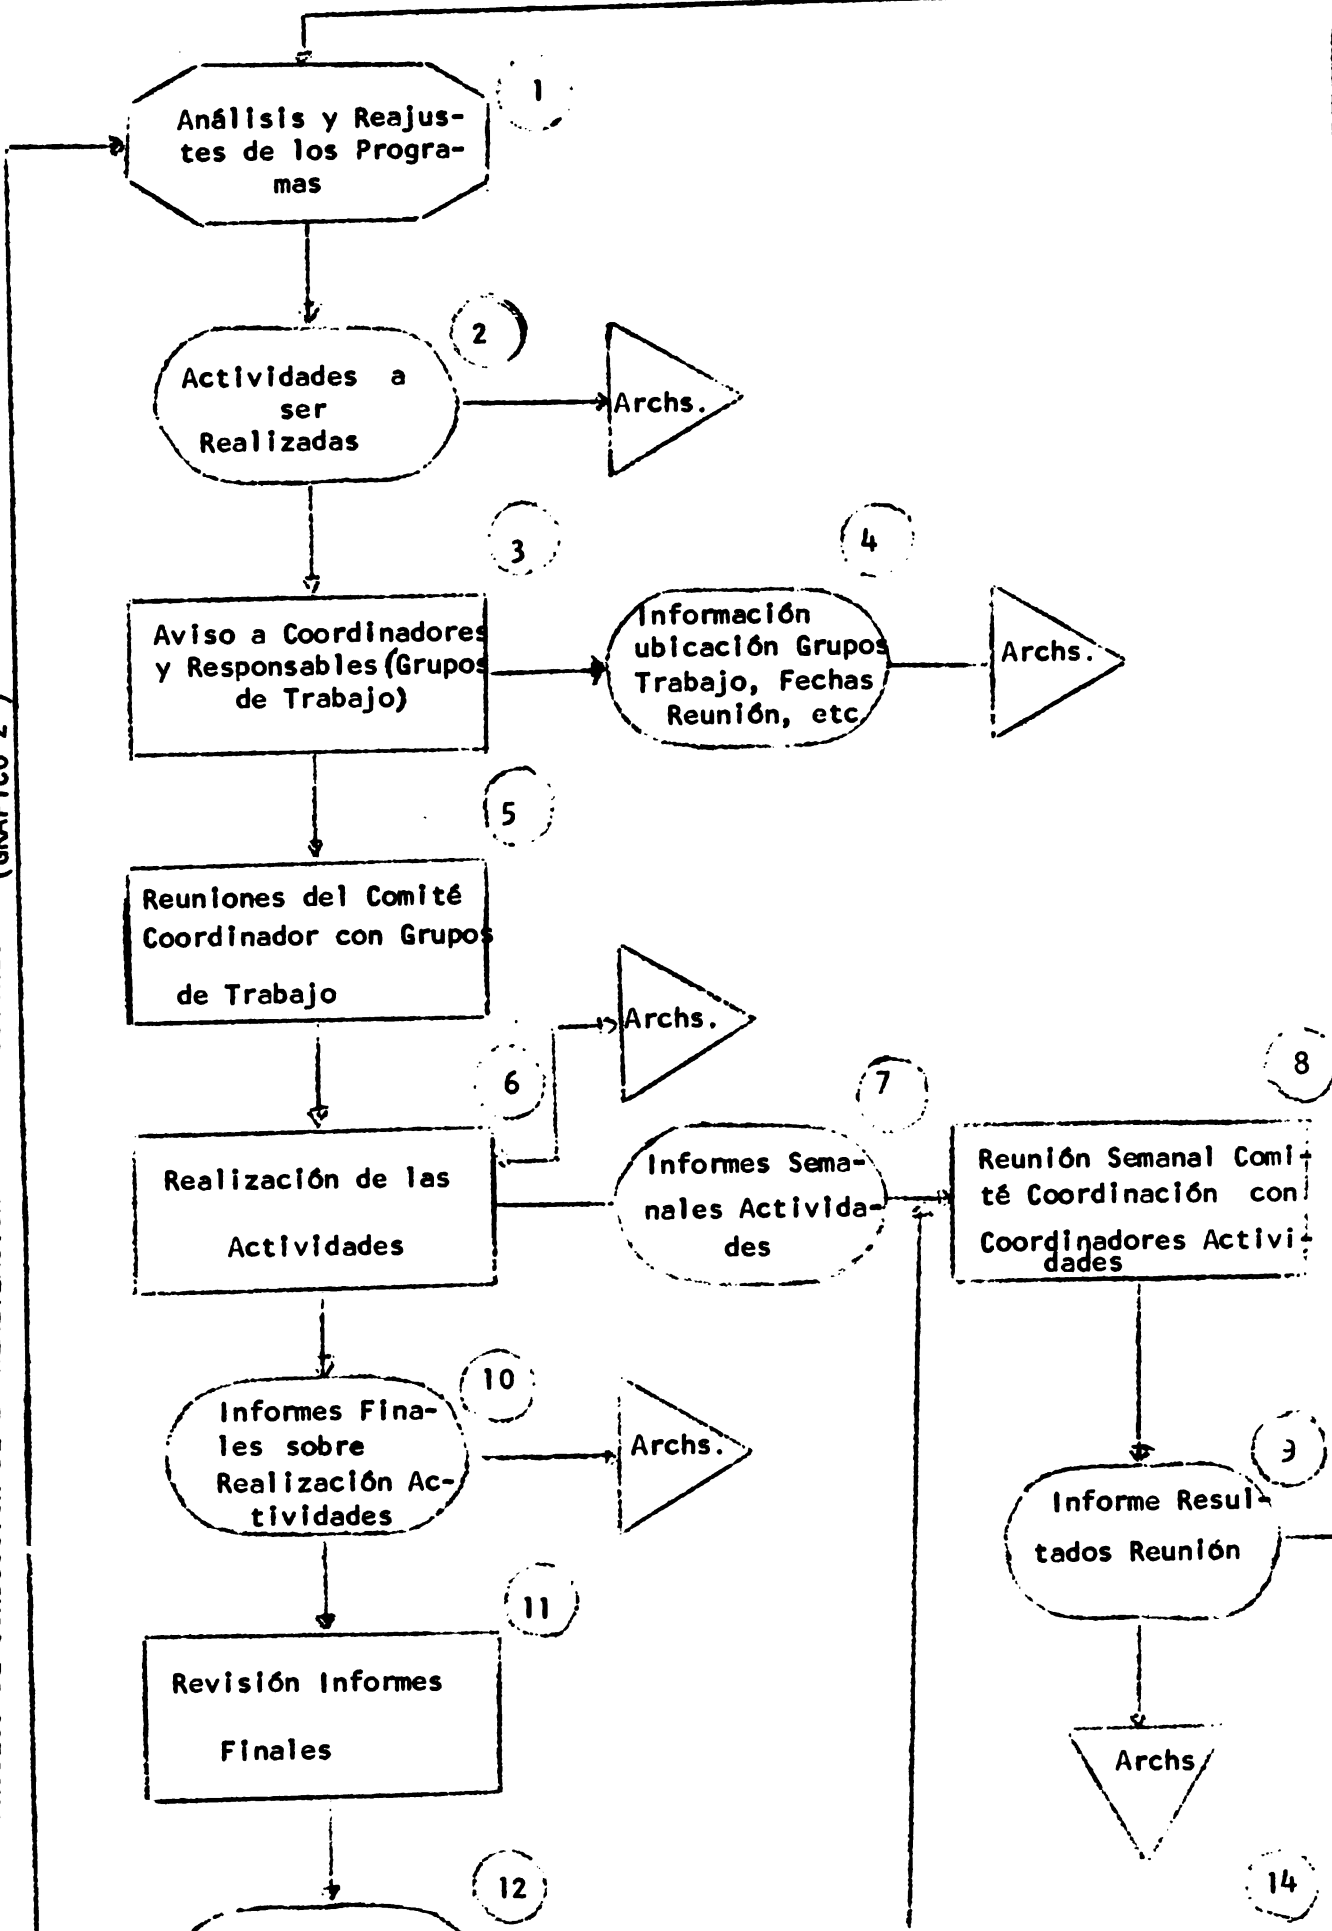 1
Análisis y Reajus-
tes de los Progra-
mas
2
Actividades a
ser
Realizadas
Archs.
3
Aviso a Coordinadores
y Responsables (Grupos
de Trabajo)
4
Información
ubicación Grupos
Trabajo, Fechas
Reunión, etc.
Archs.
5
Reuniones del Comité
Coordinador con Grupos
de Trabajo
Archs.
6
Realización de las
Actividades
7
Informes Sema-
nales Activida-
des
8
Reunión Semanal Comi-
té Coordinación con
Coordinadores Activi-
dades
10
Informes Fina-
les sobre
Realización Ac-
tividades
Archs.
9
Informe Resul-
tados Reunión
Archs
11
Revisión Informes
Finales
12
14